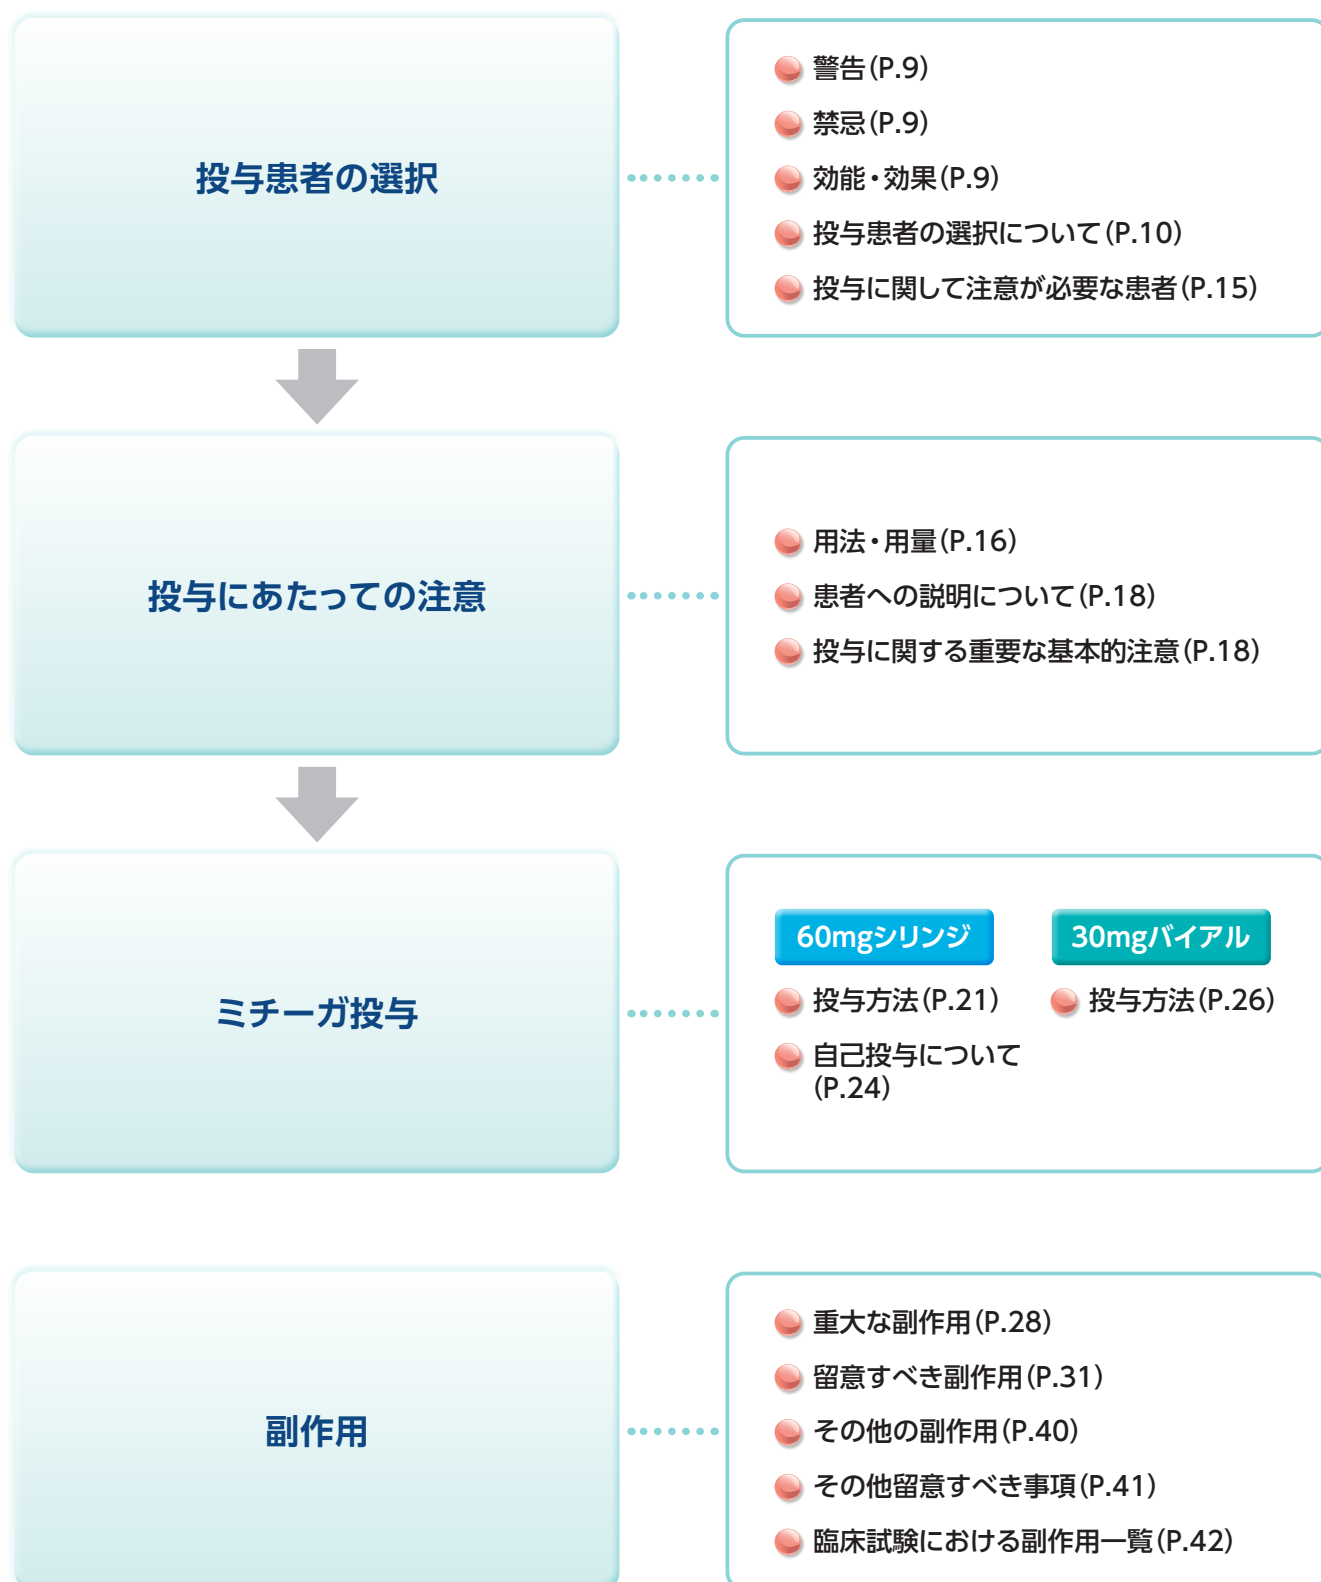 投与患者の選択
警告(P.9)
禁忌(P.9)
効能・効果(P.9)
投与患者の選択について(P.10)
投与に関して注意が必要な患者(P.15)
投与にあたっての注意
用法・用量(P.16)
患者への説明について(P.18)
投与に関する重要な基本的注意(P.18)
ミチーガ投与
60mgシリンジ
投与方法(P.21)
自己投与について
(P.24)
30mgバイアル
投与方法(P.26)
副作用
重大な副作用(P.28)
留意すべき副作用(P.31)
その他の副作用(P.40)
その他留意すべき事項(P.41)
臨床試験における副作用一覧(P.42)